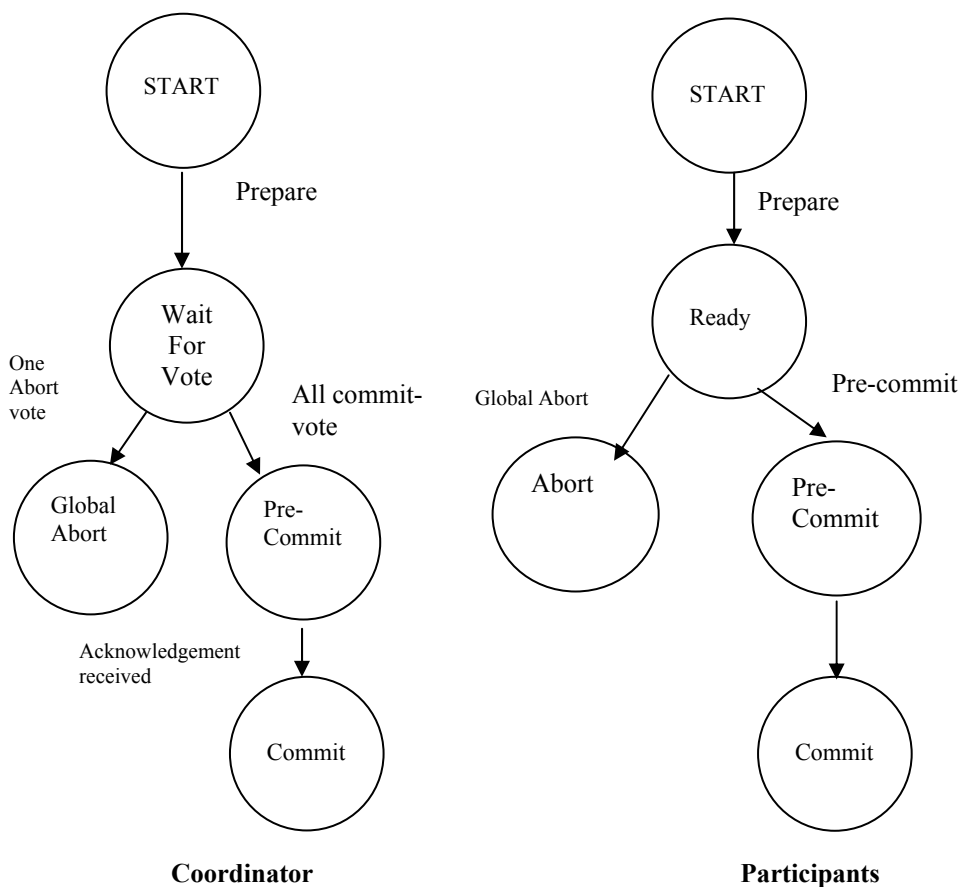 START
Prepare
Wait
For
Vote
One
Abort
vote
All commit-
vote
Global
Abort
Pre-
Commit
Acknowledgement
received
Commit
Coordinator
START
Prepare
Ready
Global Abort
Pre-commit
Abort
Pre-
Commit
Commit
Participants